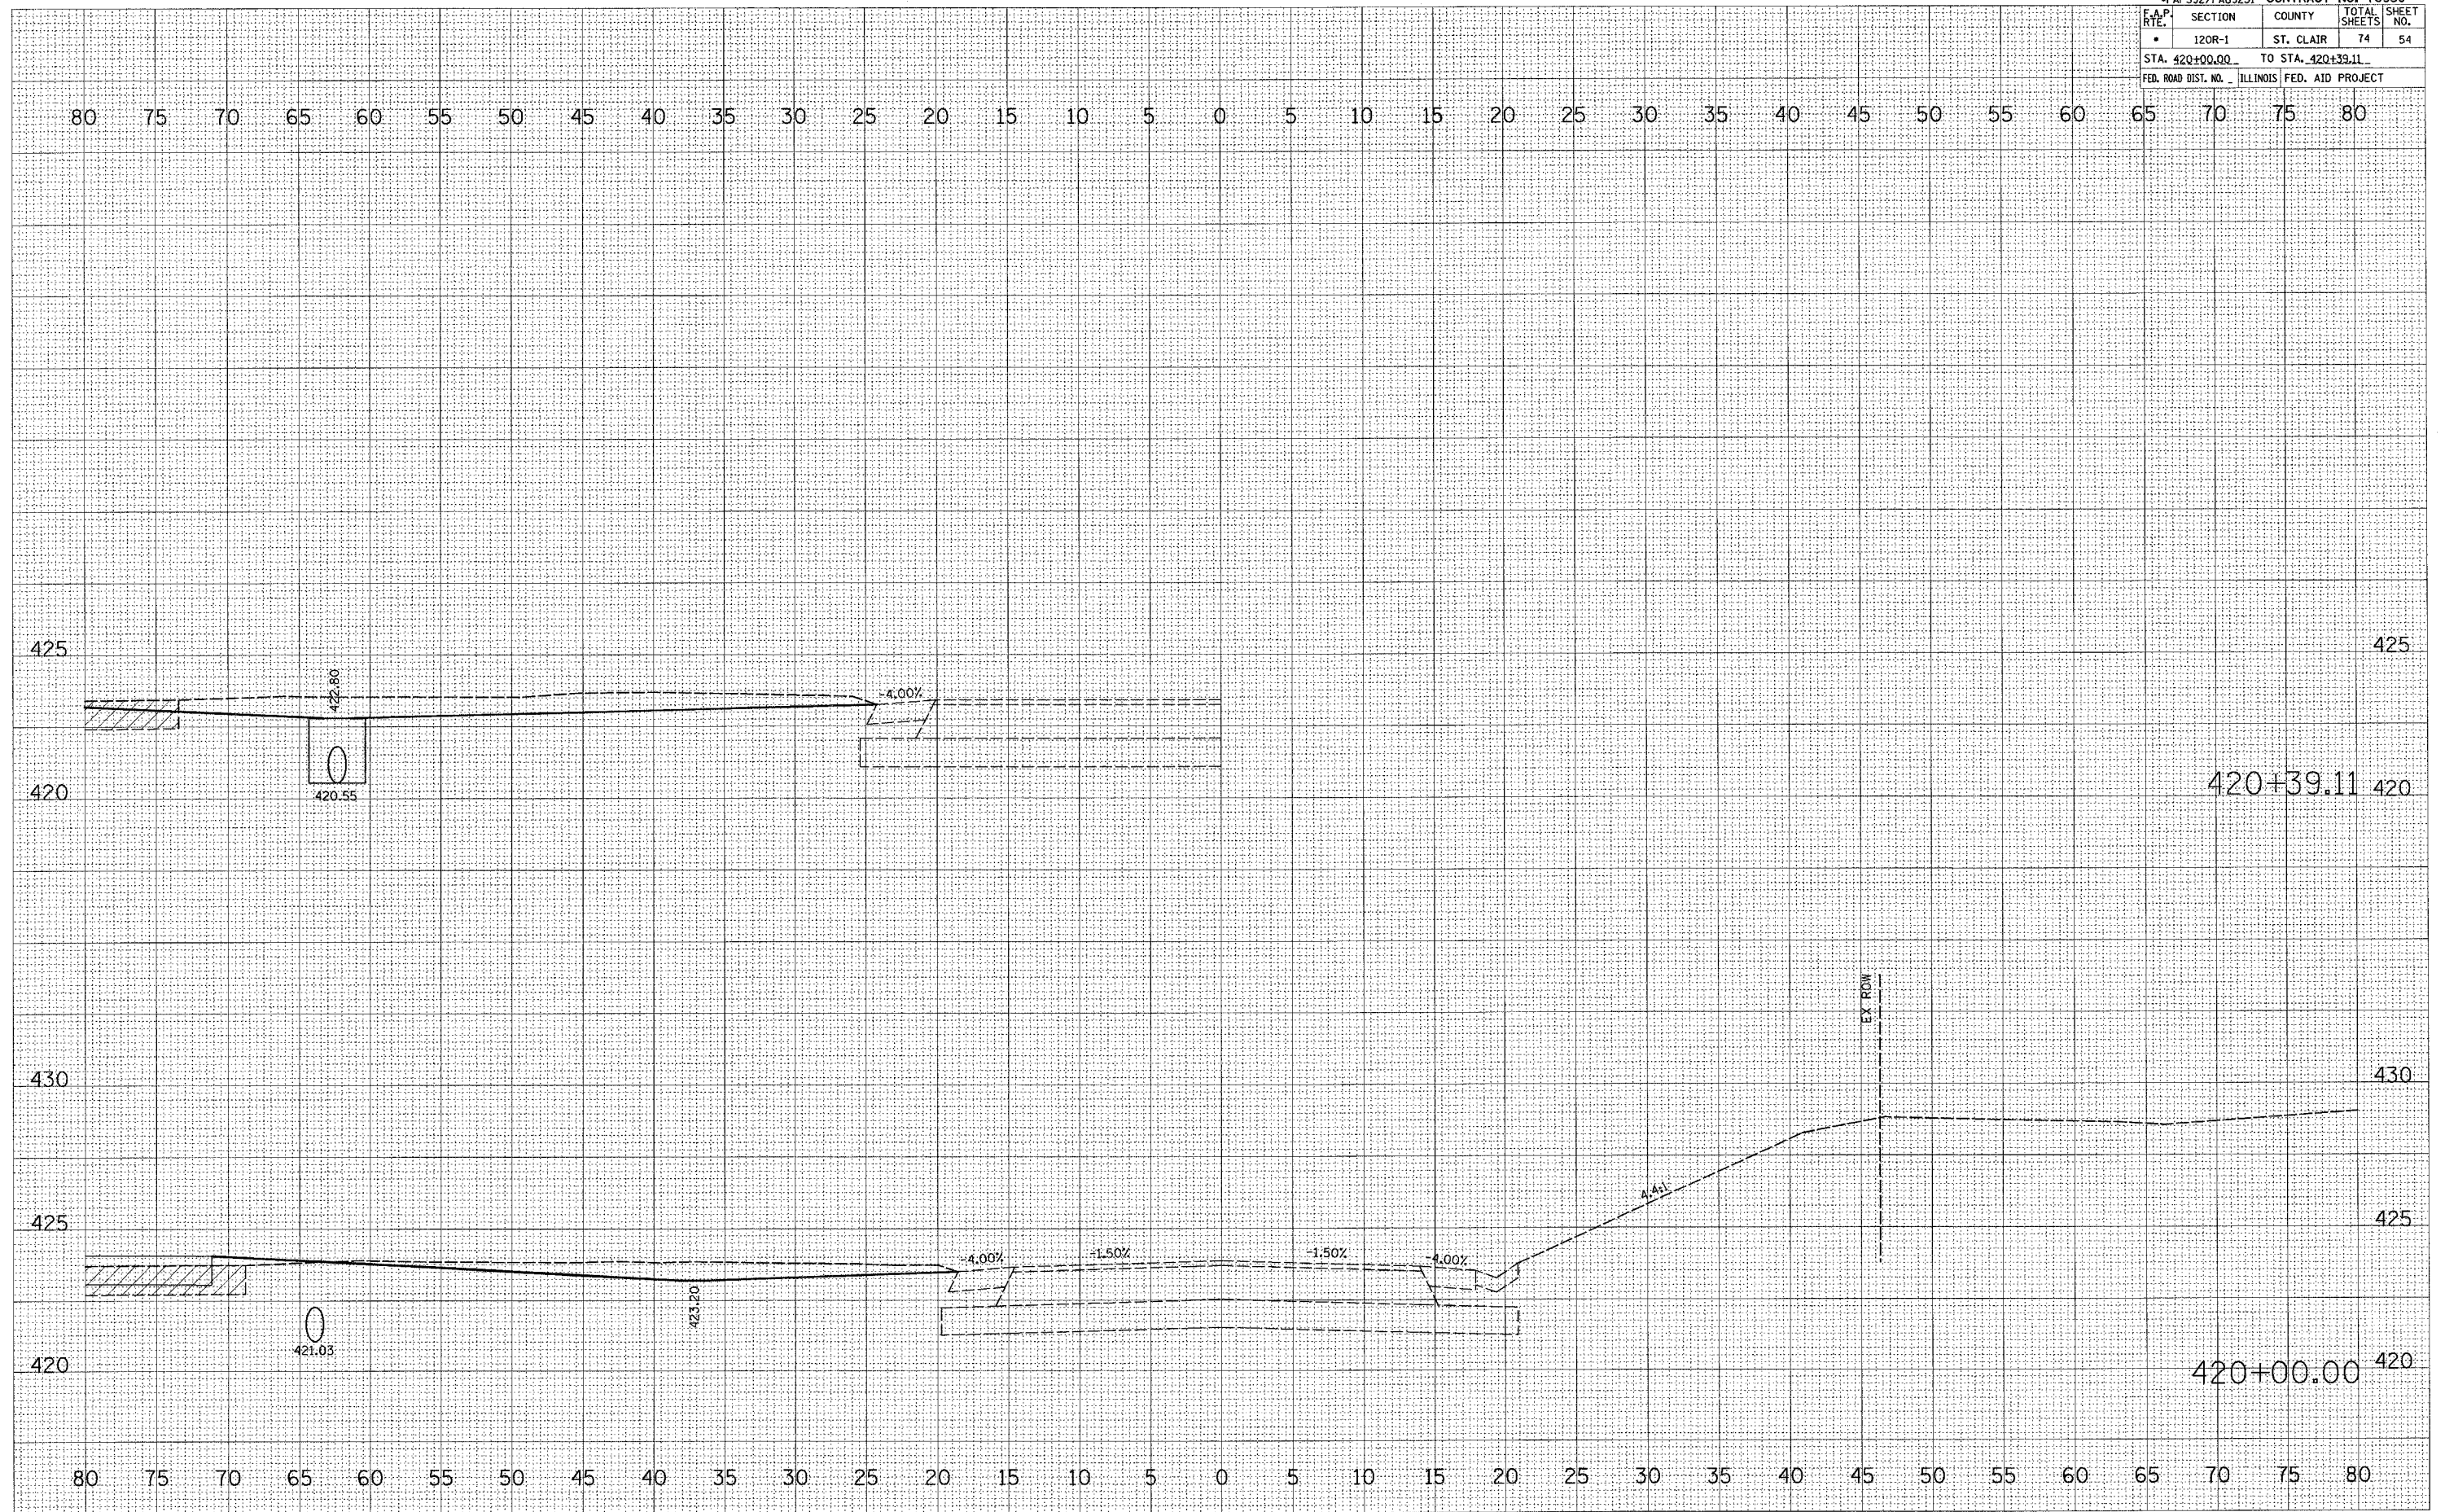 CONTRACT NO.
F.A.P. RTE. SECTION COUNTY TOTAL SHEETS SHEET NO.
• 120R-1 ST. CLAIR 74 54
STA. 420+00.00 TO STA. 420+39.11
FED. ROAD DIST. NO. _ ILLINOIS FED. AID PROJECT
80 75 70 65 60 55 50 45 40 35 30 25 20 15 10 5 0 5 10 15 20 25 30 35 40 45 50 55 60 65 70 75 80
425 425
422.80
-4.00%
420 420+39.11 420
420.55
EX ROW
430 430
4.4:1
425 425
-4.00% -1.50% -1.50% -4.00%
423.20
421.03
420 420+00.00 420
80 75 70 65 60 55 50 45 40 35 30 25 20 15 10 5 0 5 10 15 20 25 30 35 40 45 50 55 60 65 70 75 80